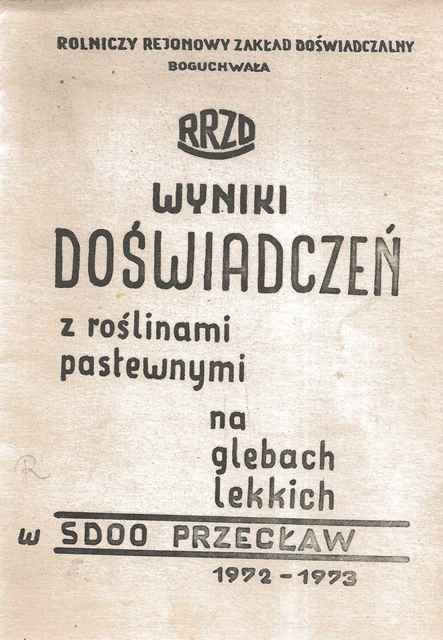 ROLNICZY REJONOWY ZAKŁAD DOŚWIADCZALNY
BOGUCHWAŁA
RRZD
WYNIKI
DOŚWIADCZEŃ
z roślinami
pastewnymi
na
glebach
lekkich
w SDOO PRZECŁAW
1972-1973
R